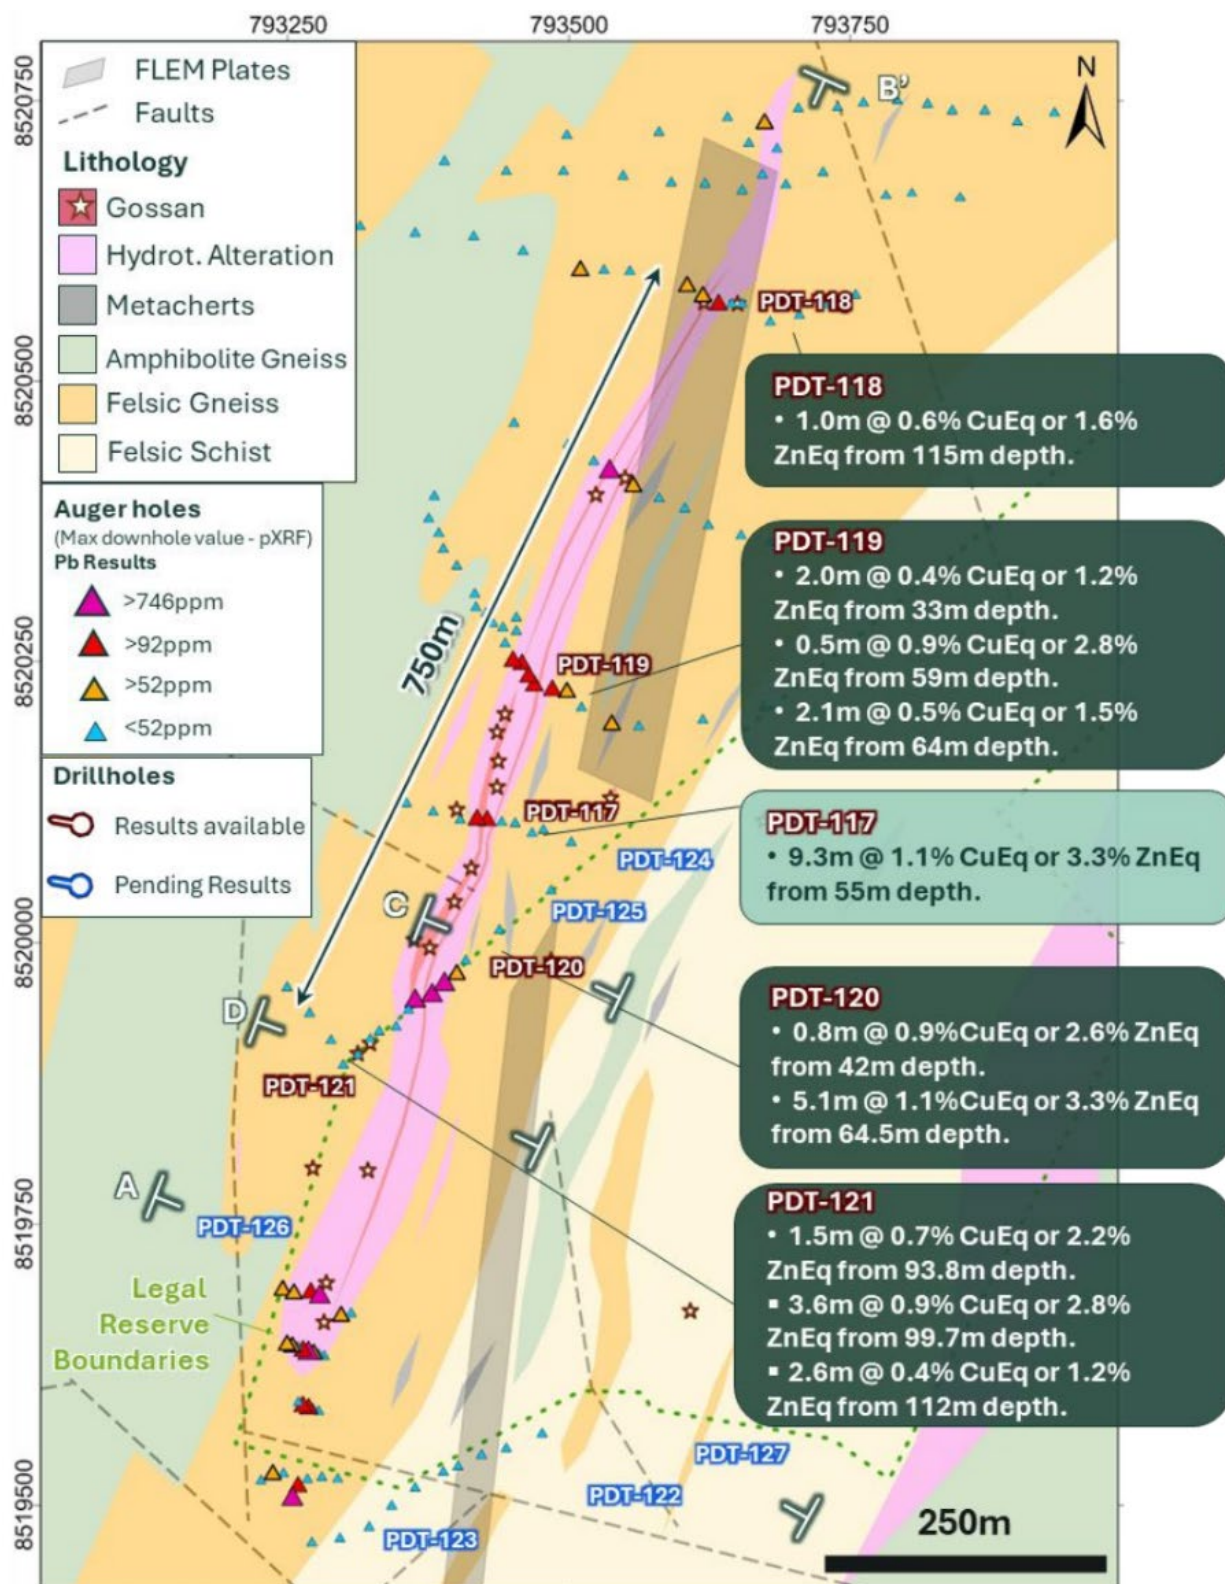 793250 793500 793750
FLEM Plates
Faults
Lithology
Gossan
Hydrot. Alteration
Metacherts
Amphibolite Gneiss
Felsic Gneiss
Felsic Schist
Auger holes
(Max downhole value - pXRF)
Pb Results
>746ppm
>92ppm
>52ppm
<52ppm
Drillholes
Results available
Pending Results
8520750
8520500
8520250
8520000
8519750
8519500
N
B'
750m
C
D
A
PDT-118
PDT-119
PDT-117
PDT-124
PDT-125
PDT-120
PDT-121
PDT-126
Legal
Reserve
Boundaries
PDT-127
PDT-122
PDT-123
PDT-118
• 1.0m @ 0.6% CuEq or 1.6%
ZnEq from 115m depth.
PDT-119
• 2.0m @ 0.4% CuEq or 1.2%
ZnEq from 33m depth.
• 0.5m @ 0.9% CuEq or 2.8%
ZnEq from 59m depth.
• 2.1m @ 0.5% CuEq or 1.5%
ZnEq from 64m depth.
PDT-117
• 9.3m @ 1.1% CuEq or 3.3% ZnEq
from 55m depth.
PDT-120
• 0.8m @ 0.9%CuEq or 2.6% ZnEq
from 42m depth.
• 5.1m @ 1.1%CuEq or 3.3% ZnEq
from 64.5m depth.
PDT-121
• 1.5m @ 0.7% CuEq or 2.2%
ZnEq from 93.8m depth.
▪ 3.6m @ 0.9% CuEq or 2.8%
ZnEq from 99.7m depth.
▪ 2.6m @ 0.4% CuEq or 1.2%
ZnEq from 112m depth.
250m